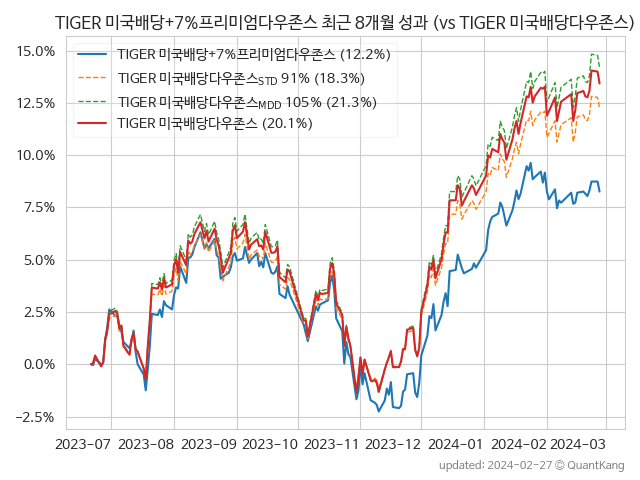 TIGER 미국배당+7%프리미엄다우존스 최근 8개월 성과 (vs TIGER 미국배당다우존스)
15.0%
12.5%
10.0%
7.5%
5.0%
2.5%
0.0%
−2.5%
TIGER 미국배당+7%프리미엄다우존스 (12.2%)
TIGER 미국배당다우존스STD 91% (18.3%)
TIGER 미국배당다우존스MDD 105% (21.3%)
TIGER 미국배당다우존스 (20.1%)
2023-07 2023-08 2023-09 2023-10 2023-11 2023-12 2024-01 2024-02 2024-03
updated: 2024-02-27 © QuantKang